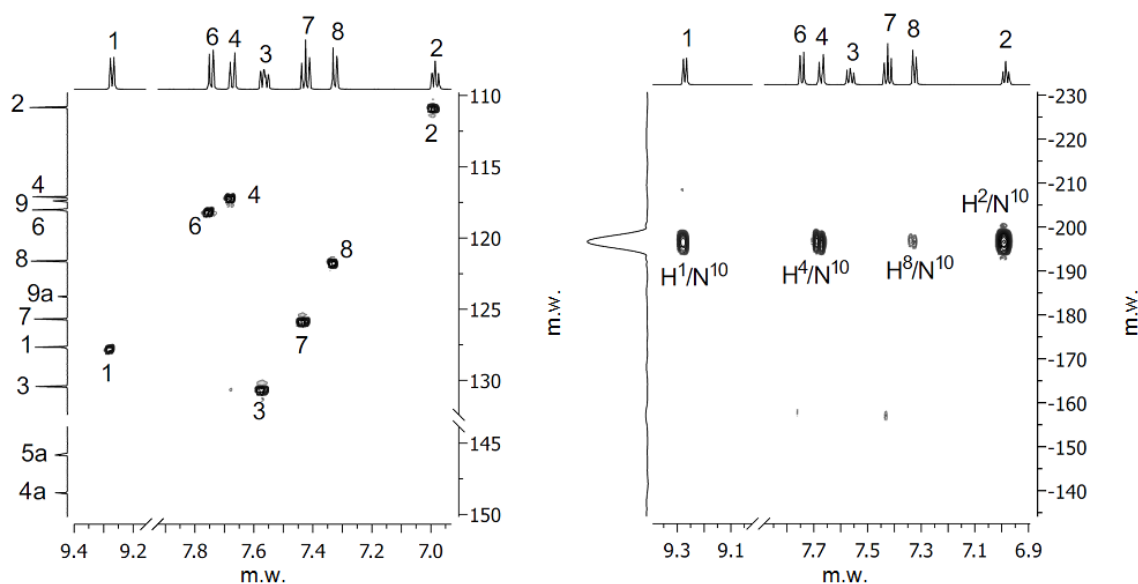 1 6 4 3 7 8 2
2
4
9
6
8
9a
7
1
3
5a
4a
2
4
6
8
7
1
3
110
115
120
125
130
145
150
m.w.
9.4 9.2 7.8 7.6 7.4 7.2 7.0
m.w.
1 6 4 3 7 8 2
H²/N¹⁰
H¹/N¹⁰ H⁴/N¹⁰ H⁸/N¹⁰
-230
-220
-210
-200
-190
-180
-170
-160
-150
-140
m.w.
9.3 9.1 7.7 7.5 7.3 7.1 6.9
m.w.